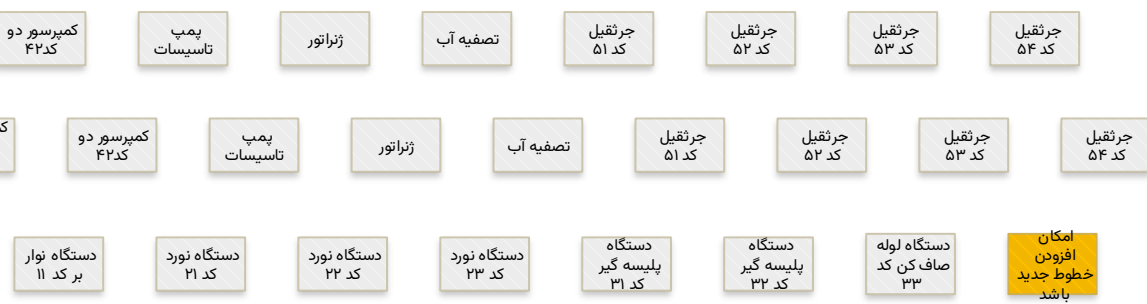 جرثقیل
کد ۵۴
جرثقیل
کد ۵۳
جرثقیل
کد ۵۲
جرثقیل
کد ۵۱
تصفیه آب
ژنراتور
پمپ
تاسیسات
کمپرسور دو
کد۴۲
جرثقیل
کد ۵۴
جرثقیل
کد ۵۳
جرثقیل
کد ۵۲
جرثقیل
کد ۵۱
تصفیه آب
ژنراتور
پمپ
تاسیسات
کمپرسور دو
کد۴۲
امکان
افزودن
خطوط جدید
باشد
دستگاه لوله
صاف کن کد
۳۳
دستگاه
پلیسه گیر
کد ۳۲
دستگاه
پلیسه گیر
کد ۳۱
دستگاه نورد
کد ۲۳
دستگاه نورد
کد ۲۲
دستگاه نورد
کد ۲۱
دستگاه نوار
بر کد ۱۱